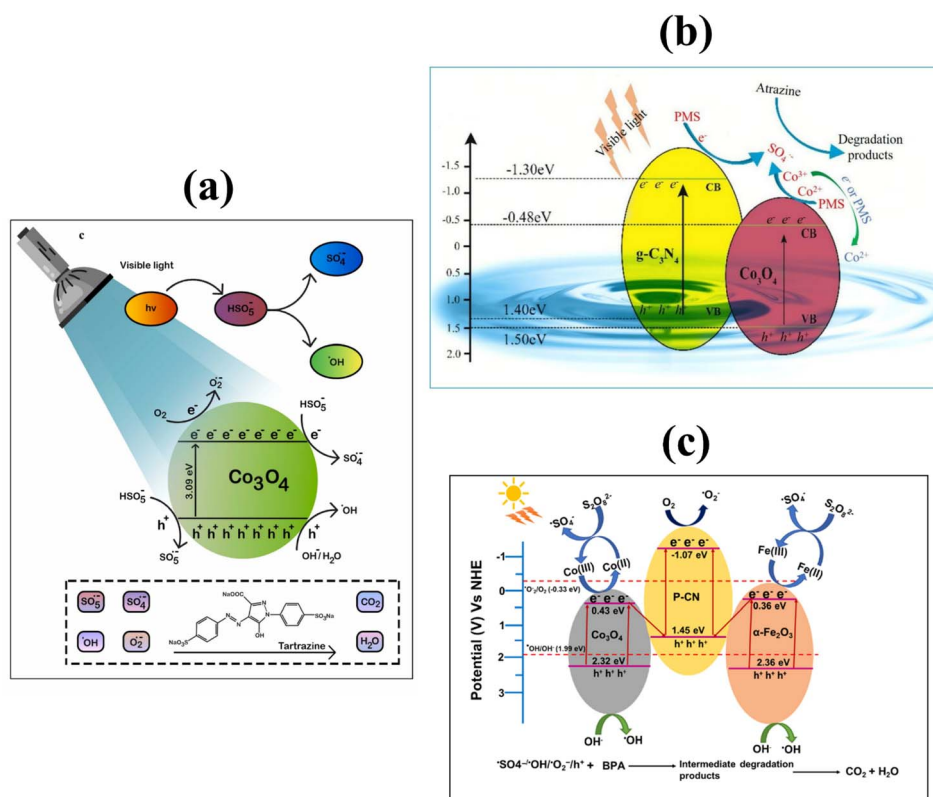 (a)
c
Visible light
hν
HSO₅⁻
SO₄•⁻
•OH
O₂
e⁻
O₂•⁻
HSO₅⁻
e⁻
SO₄•⁻
e⁻ e⁻ e⁻ e⁻ e⁻ e⁻ e⁻
3.09 eV
Co₃O₄
HSO₅⁻
h⁺
SO₅•⁻
h⁺ h⁺ h⁺ h⁺ h⁺ h⁺ h⁺ h⁺
•OH
h⁺
OH⁻/H₂O
SO₅•⁻
SO₄•⁻
•OH
O₂•⁻
NaOOC
SO₃Na
N
N
N
N
OH
NaO₃S
Tartrazine
CO₂
H₂O
(b)
Visible light
PMS
e⁻
SO₄•⁻
Atrazine
Degradation
products
Co³⁺
Co²⁺
PMS
e⁻ or PMS
Co²⁺
-1.5
-1.0
-0.5
0
0.5
1.0
1.5
2.0
-1.30eV
-0.48eV
1.40eV
1.50eV
e⁻ e⁻ e⁻
CB
g-C₃N₄
h⁺ h⁺ h⁺
VB
e⁻ e⁻ e⁻
CB
Co₃O₄
VB
h⁺ h⁺ h⁺
(c)
Potential (V) Vs NHE
-1
0
1
2
3
•O⁻₂/O₂ (-0.33 eV)
•OH/OH⁻ (1.99 eV)
•SO₄⁻
S₂O₈²⁻
Co(III)
Co(II)
e⁻ e⁻ e⁻
0.43 eV
Co₃O₄
2.32 eV
h⁺ h⁺ h⁺
OH⁻
•OH
O₂
•O₂⁻
e⁻ e⁻ e⁻
-1.07 eV
P-CN
1.45 eV
h⁺ h⁺ h⁺
•SO₄⁻
S₂O₈²⁻
Fe(III)
Fe(II)
e⁻ e⁻ e⁻
0.36 eV
α-Fe₂O₃
2.36 eV
h⁺ h⁺ h⁺
OH⁻
•OH
•SO4⁻/•OH/•O₂⁻/h⁺ + BPA
Intermediate degradation
products
CO₂ + H₂O